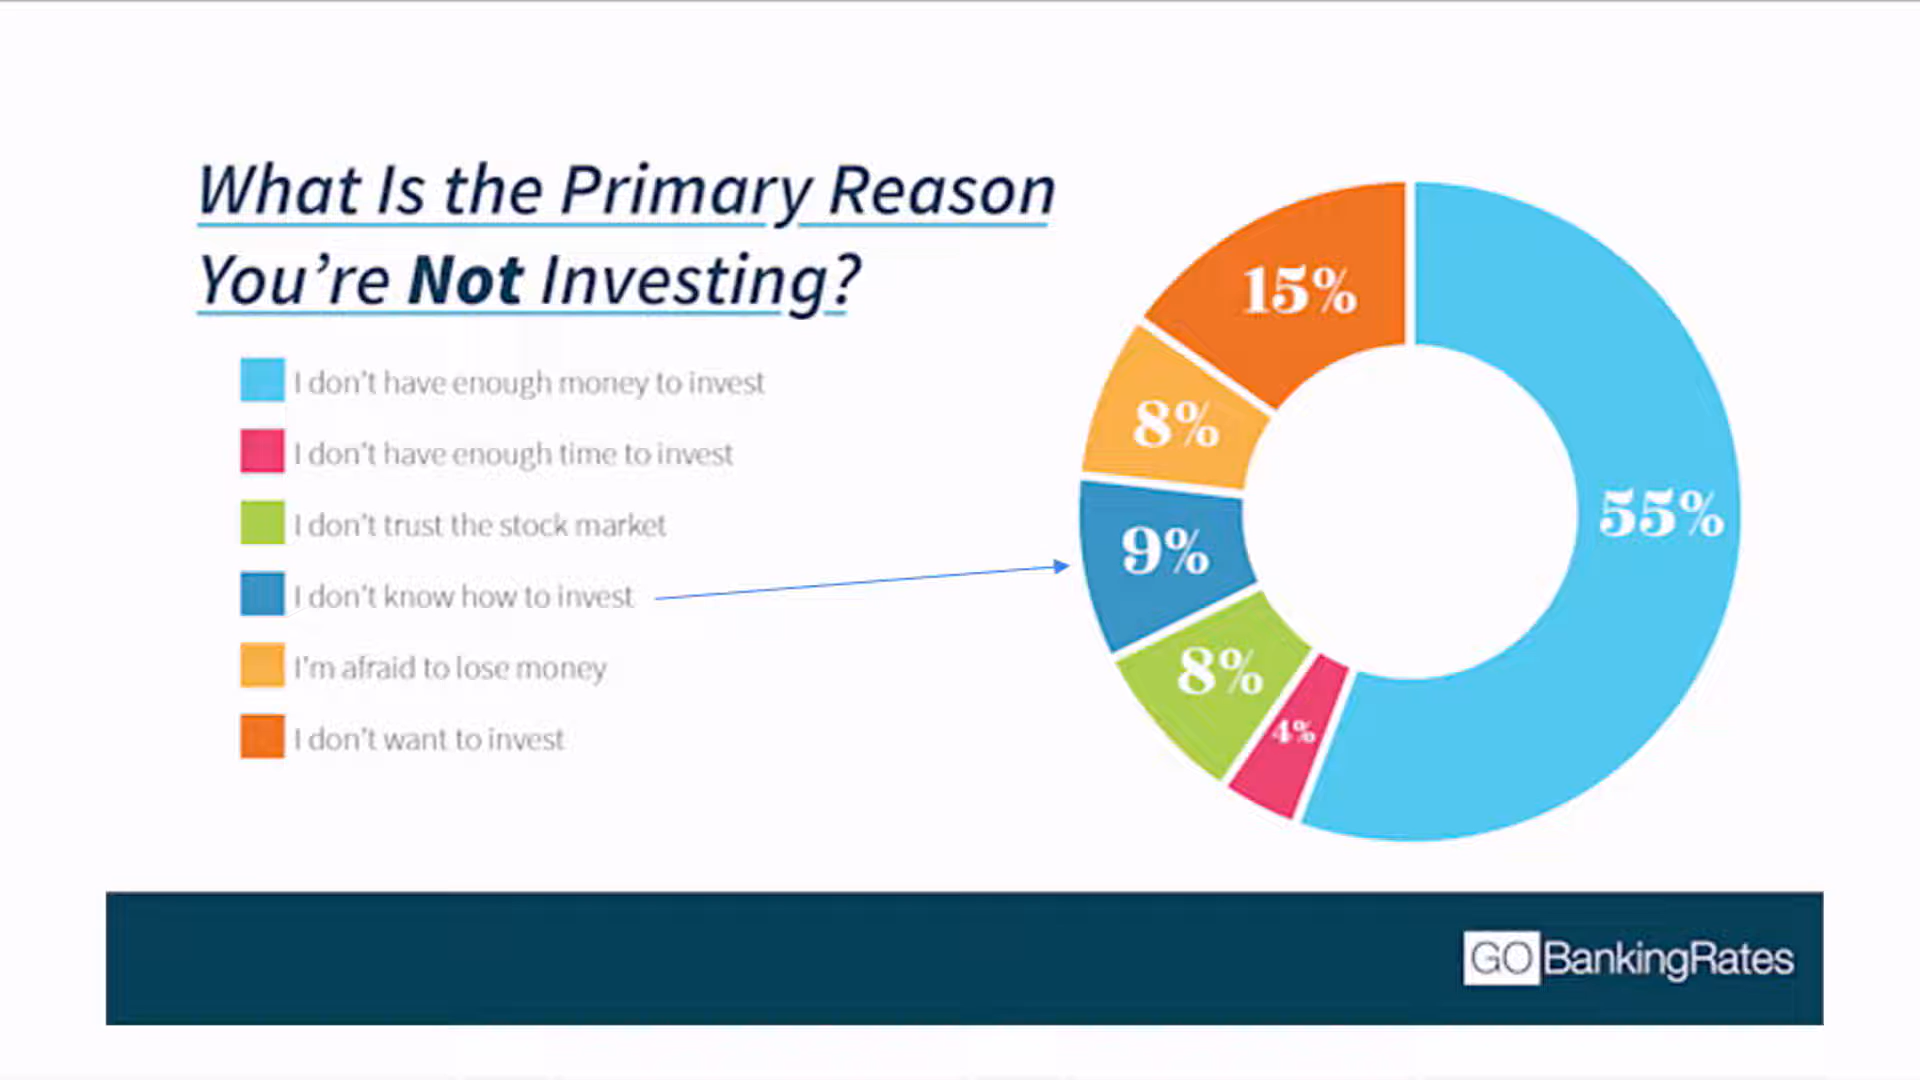 What Is the Primary Reason
You're Not Investing?
I don't have enough money to invest
I don't have enough time to invest
I don't trust the stock market
I don't know how to invest
I'm afraid to lose money
I don't want to invest
15%
8%
9%
8%
4%
55%
GOBankingRates